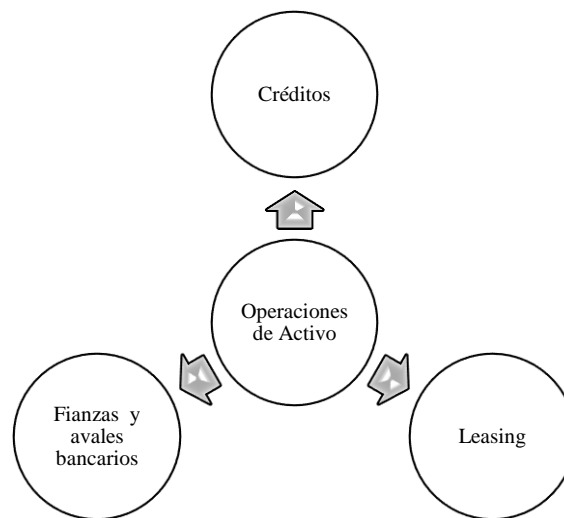 Créditos
Operaciones
de Activo
Fianzas y
avales
bancarios
Leasing